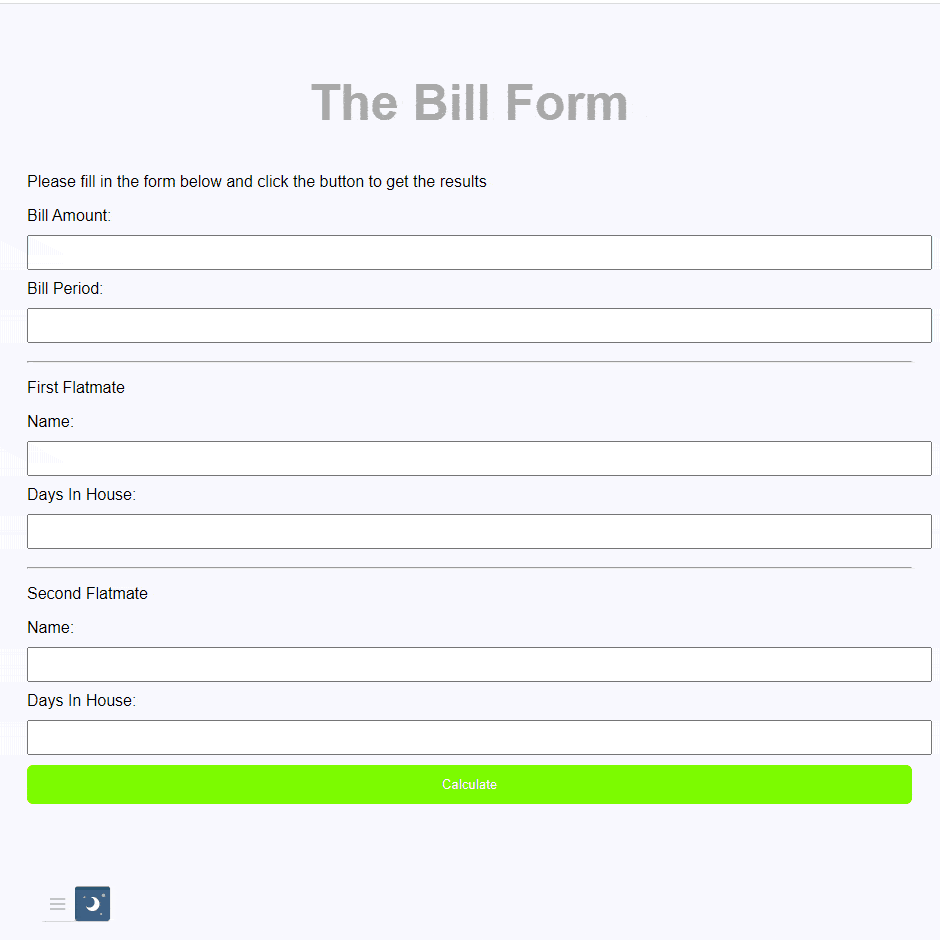 The Bill Form
Please fill in the form below and click the button to get the results
Bill Amount:
Bill Period:
First Flatmate
Name:
Days In House:
Second Flatmate
Name:
Days In House:
Calculate